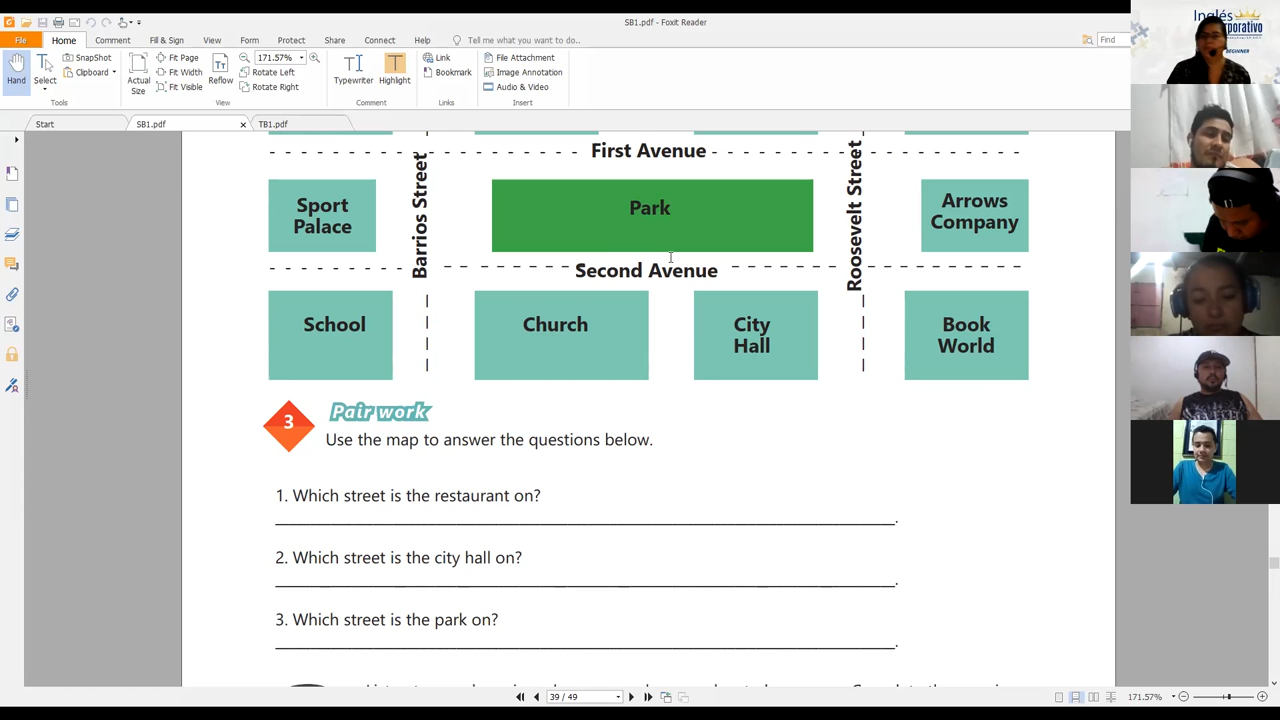 SB1.pdf - Foxit Reader
File Home Comment Fill & Sign View Form Protect Share Connect Help Tell me what you want to do... Find
Hand
Select
SnapShot
Clipboard
Tools
Actual
Size
Fit Page
Fit Width
Fit Visible
Reflow
171.57%
Rotate Left
Rotate Right
View
Typewriter
Highlight
Comment
Link
Bookmark
Links
File Attachment
Image Annotation
Audio & Video
Insert
Start SB1.pdf TB1.pdf
First Avenue
Barrios Street
Roosevelt Street
Sport
Palace
Park
Arrows
Company
Second Avenue
School
Church
City
Hall
Book
World
3 Pair work
Use the map to answer the questions below.
1. Which street is the restaurant on?
2. Which street is the city hall on?
3. Which street is the park on?
39 / 49
171.57%
Inglés
BEGINNER